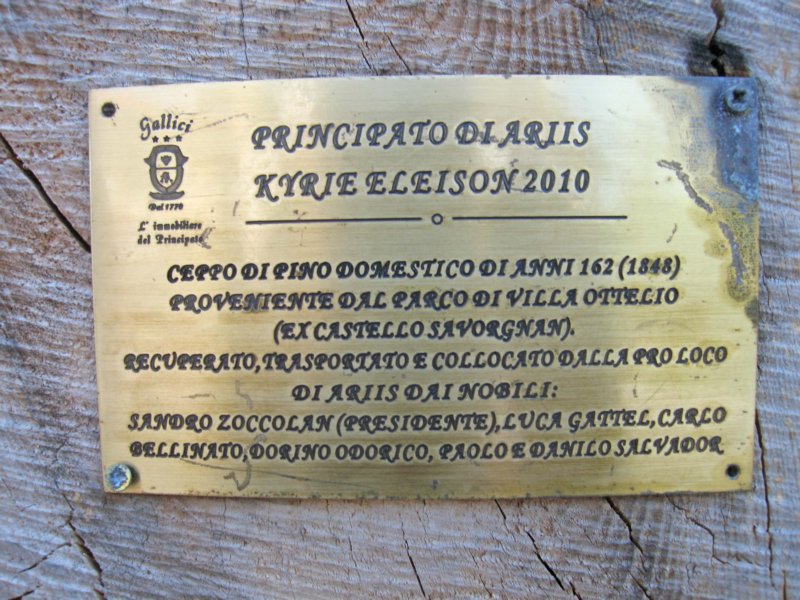 Gallici
Dal 1770
L' immobiliare
del Principato
PRINCIPATO DI ARIIS
KYRIE ELEISON 2010
CEPPO DI PINO DOMESTICO DI ANNI 162 (1848)
PROVENIENTE DAL PARCO DI VILLA OTTELIO
(EX CASTELLO SAVORGNAN).
RECUPERATO, TRASPORTATO E COLLOCATO DALLA PRO LOCO
DI ARIIS DAI NOBILI:
SANDRO ZOCCOLAN (PRESIDENTE), LUCA GATTEL, CARLO
BELLINATO, DORINO ODORICO, PAOLO E DANILO SALVADOR